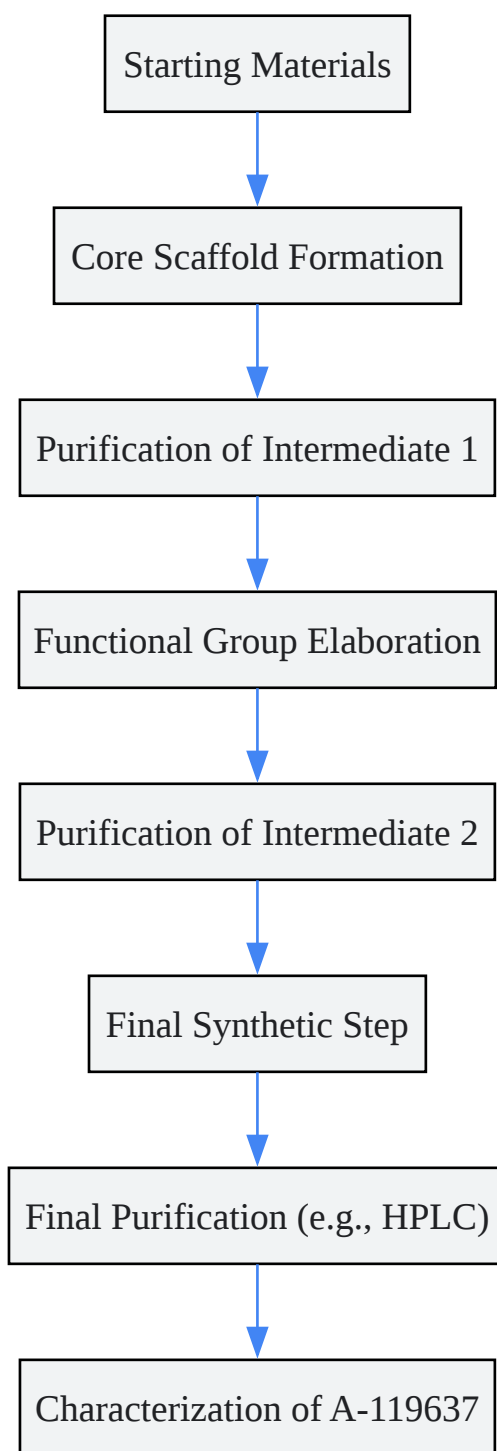 Starting Materials
Core Scaffold Formation
Purification of Intermediate 1
Functional Group Elaboration
Purification of Intermediate 2
Final Synthetic Step
Final Purification (e.g., HPLC)
Characterization of A-119637